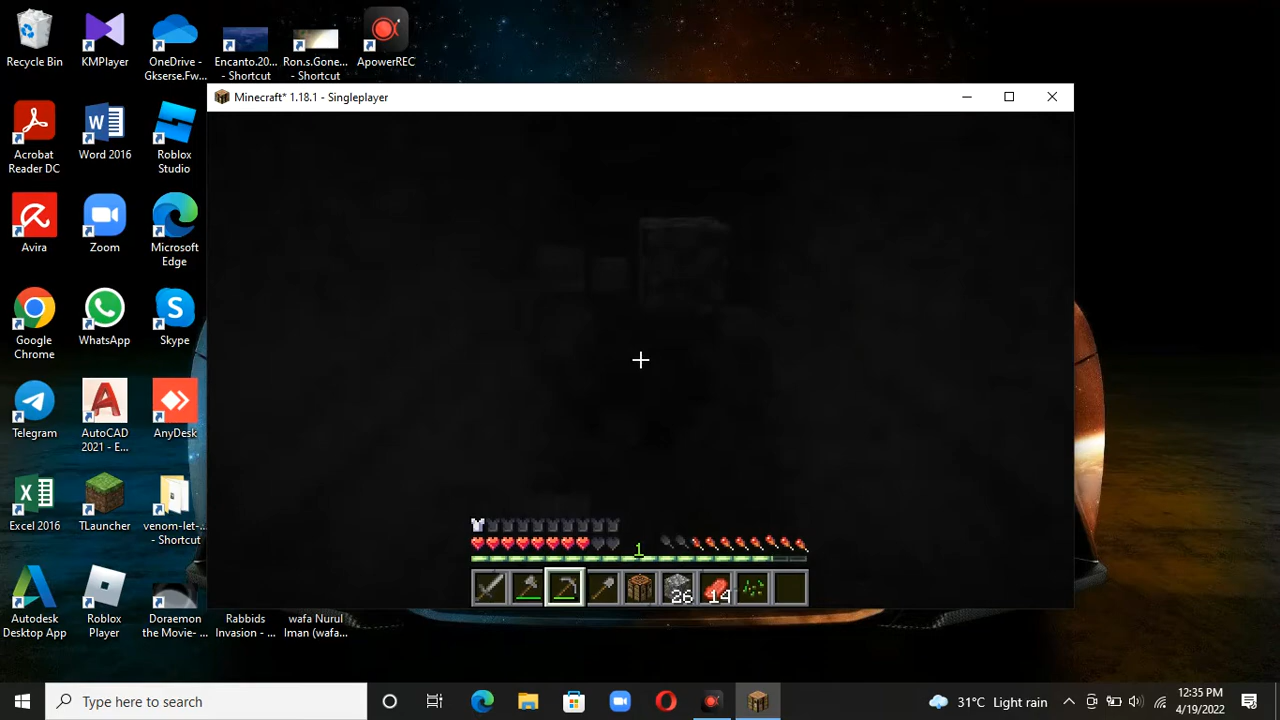 Recycle Bin
KMPlayer
OneDrive -
Gkserse.Fw...
Encanto.20...
- Shortcut
Ron.s.Gone...
- Shortcut
ApowerREC
Minecraft* 1.18.1 - Singleplayer
Acrobat
Reader DC
Word 2016
Roblox
Studio
Avira
Zoom
Microsoft
Edge
Google
Chrome
WhatsApp
Skype
Telegram
AutoCAD
2021 - E...
AnyDesk
Excel 2016
TLauncher
venom-let-...
- Shortcut
1
26
14
Autodesk
Desktop App
Roblox
Player
Doraemon
the Movie-...
Rabbids
Invasion - ...
wafa Nurul
Iman (wafa...
Type here to search
31°C Light rain
12:35 PM
4/19/2022